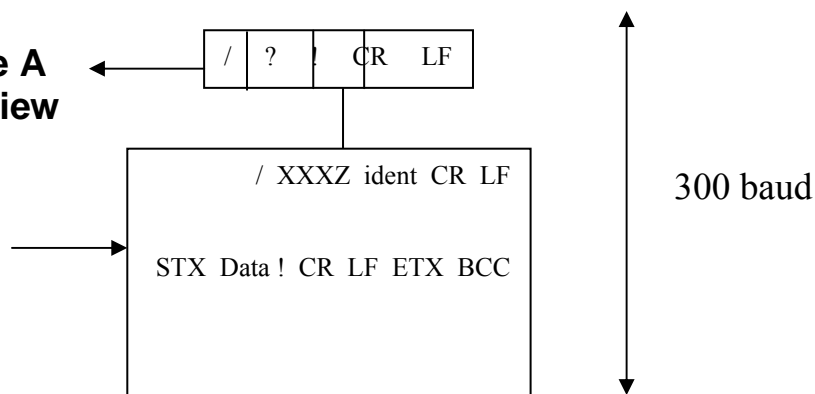 / ? ! CR LF
e A
iew
/ XXXZ ident CR LF
300 baud
STX Data ! CR LF ETX BCC